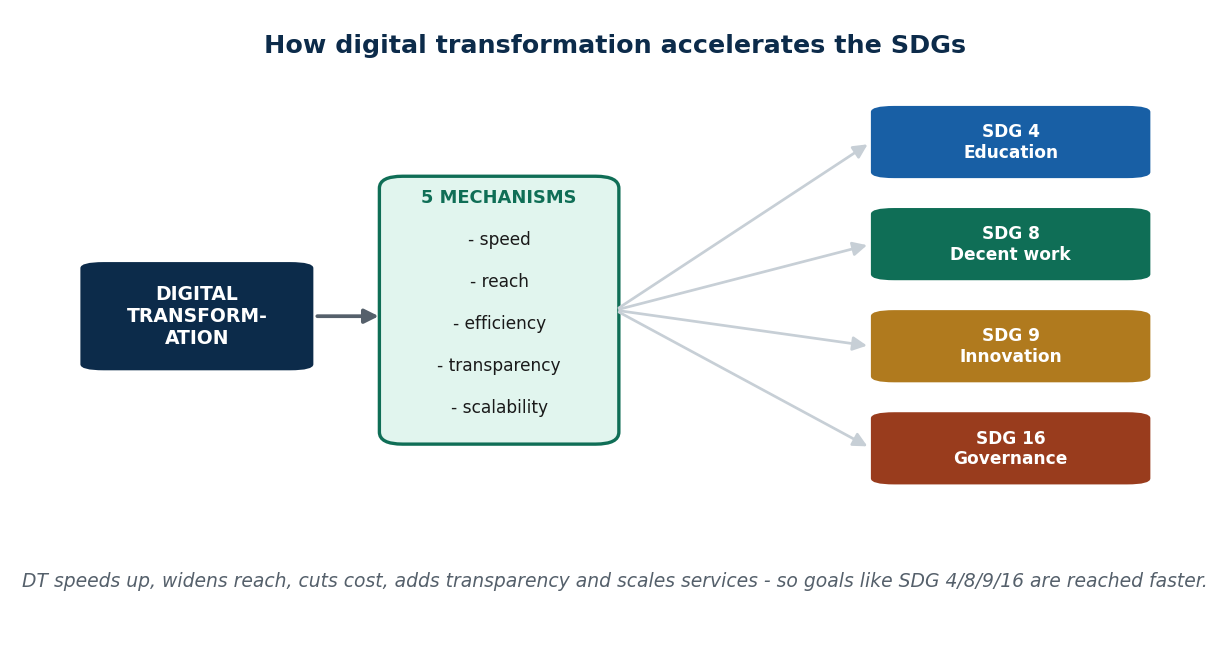 How digital transformation accelerates the SDGs
DIGITAL
TRANSFORM-
ATION
5 MECHANISMS
- speed
- reach
- efficiency
- transparency
- scalability
SDG 4
Education
SDG 8
Decent work
SDG 9
Innovation
SDG 16
Governance
DT speeds up, widens reach, cuts cost, adds transparency and scales services - so goals like SDG 4/8/9/16 are reached faster.